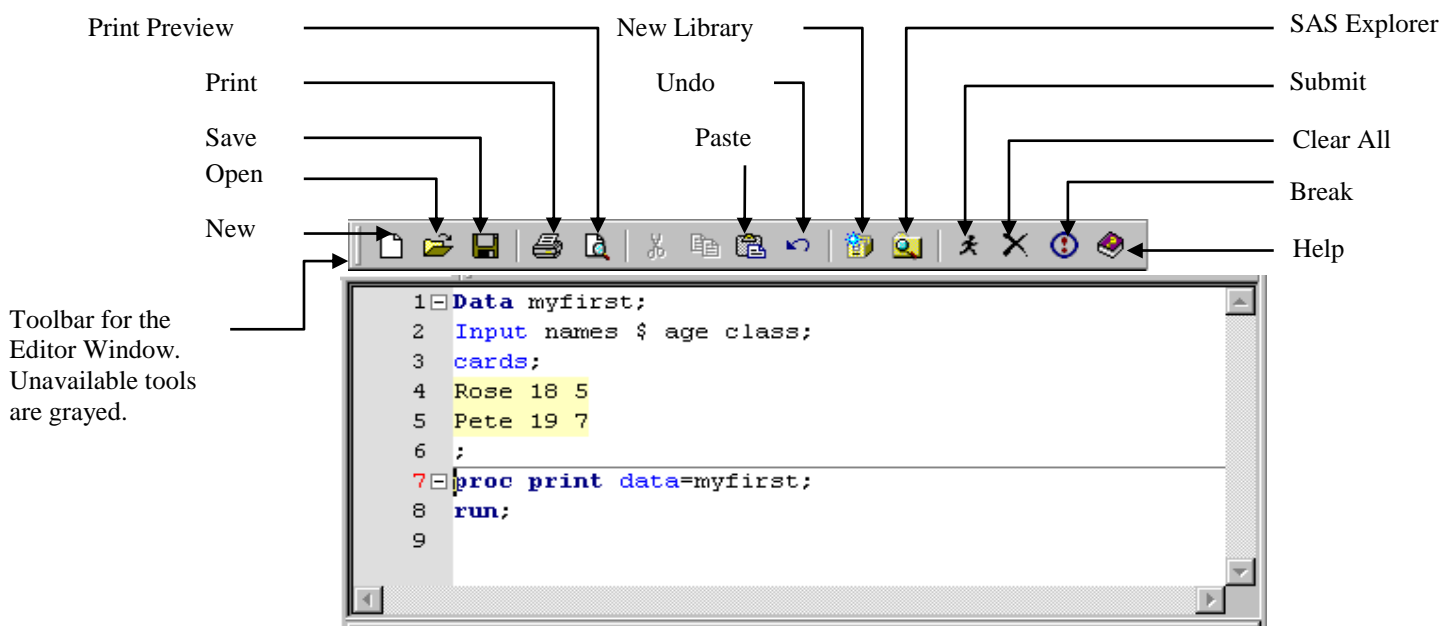 Print Preview
New Library
SAS Explorer
Print
Undo
Submit
Save
Paste
Clear All
Open
Break
New
Help
Toolbar for the
Editor Window.
Unavailable tools
are grayed.
1 Data myfirst;
2 Input names $ age class;
3 cards;
4 Rose 18 5
5 Pete 19 7
6 ;
7 proc print data=myfirst;
8 run;
9